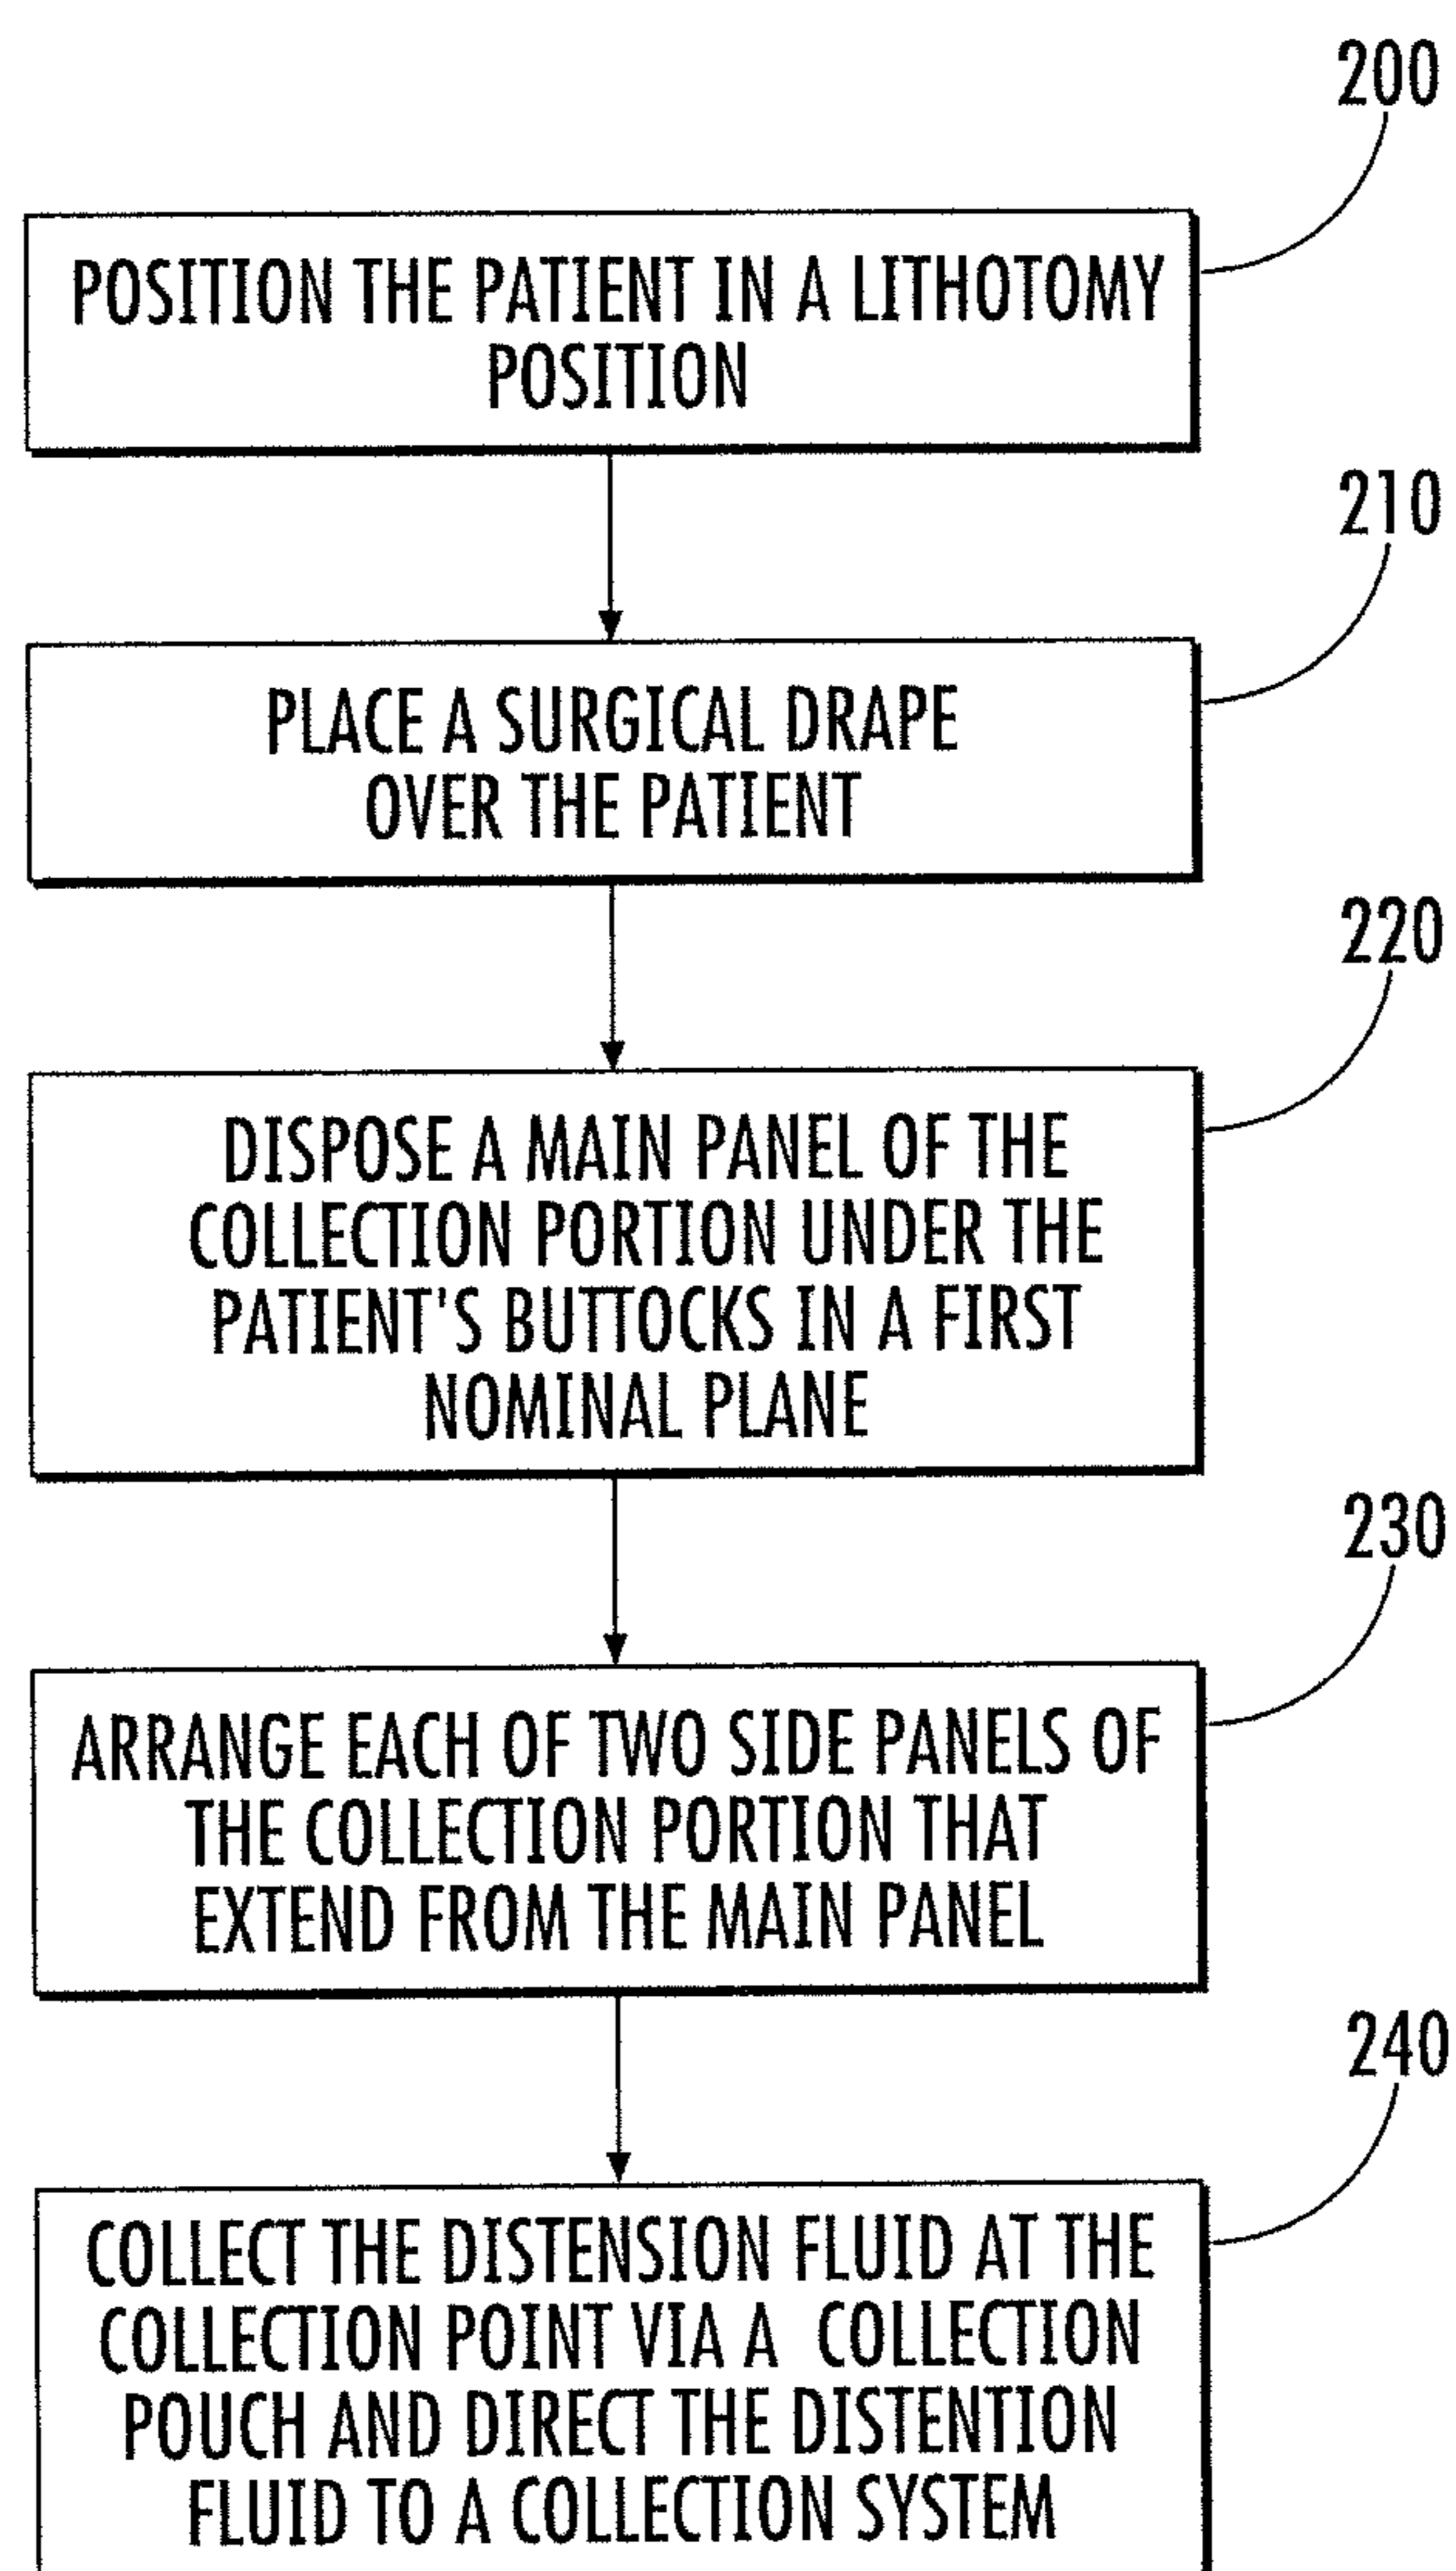 200
POSITION THE PATIENT IN A LITHOTOMY
POSITION
210
PLACE A SURGICAL DRAPE
OVER THE PATIENT
220
DISPOSE A MAIN PANEL OF THE
COLLECTION PORTION UNDER THE
PATIENT'S BUTTOCKS IN A FIRST
NOMINAL PLANE
230
ARRANGE EACH OF TWO SIDE PANELS OF
THE COLLECTION PORTION THAT
EXTEND FROM THE MAIN PANEL
240
COLLECT THE DISTENSION FLUID AT THE
COLLECTION POINT VIA A COLLECTION
POUCH AND DIRECT THE DISTENTION
FLUID TO A COLLECTION SYSTEM